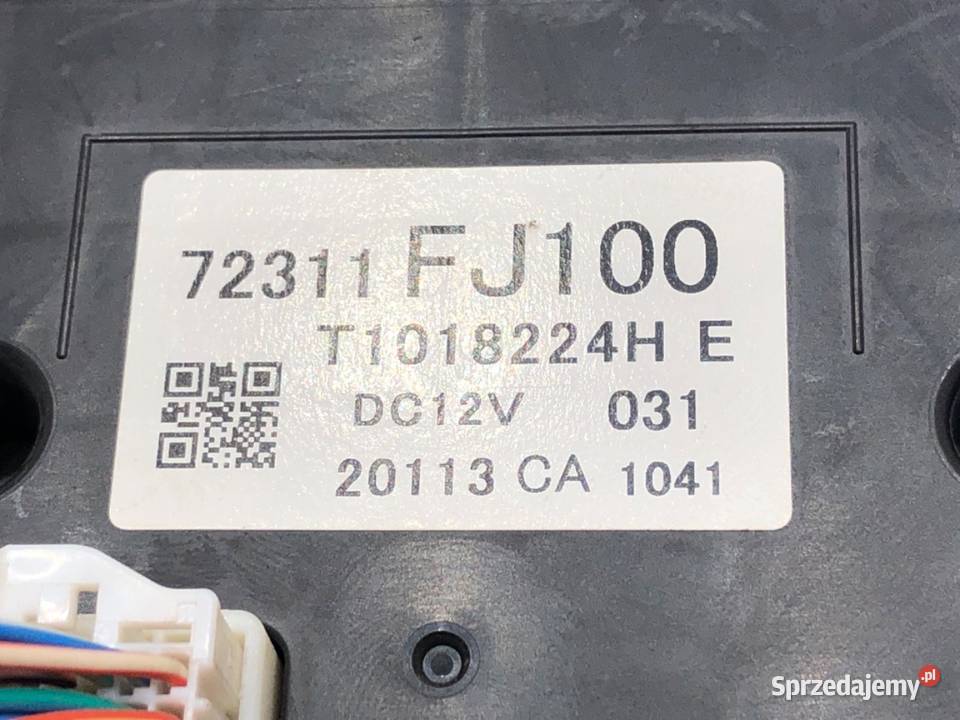 72311 FJ100
T1018224H E
DC12V 031
20113 CA 1041
Sprzedajemy.pl